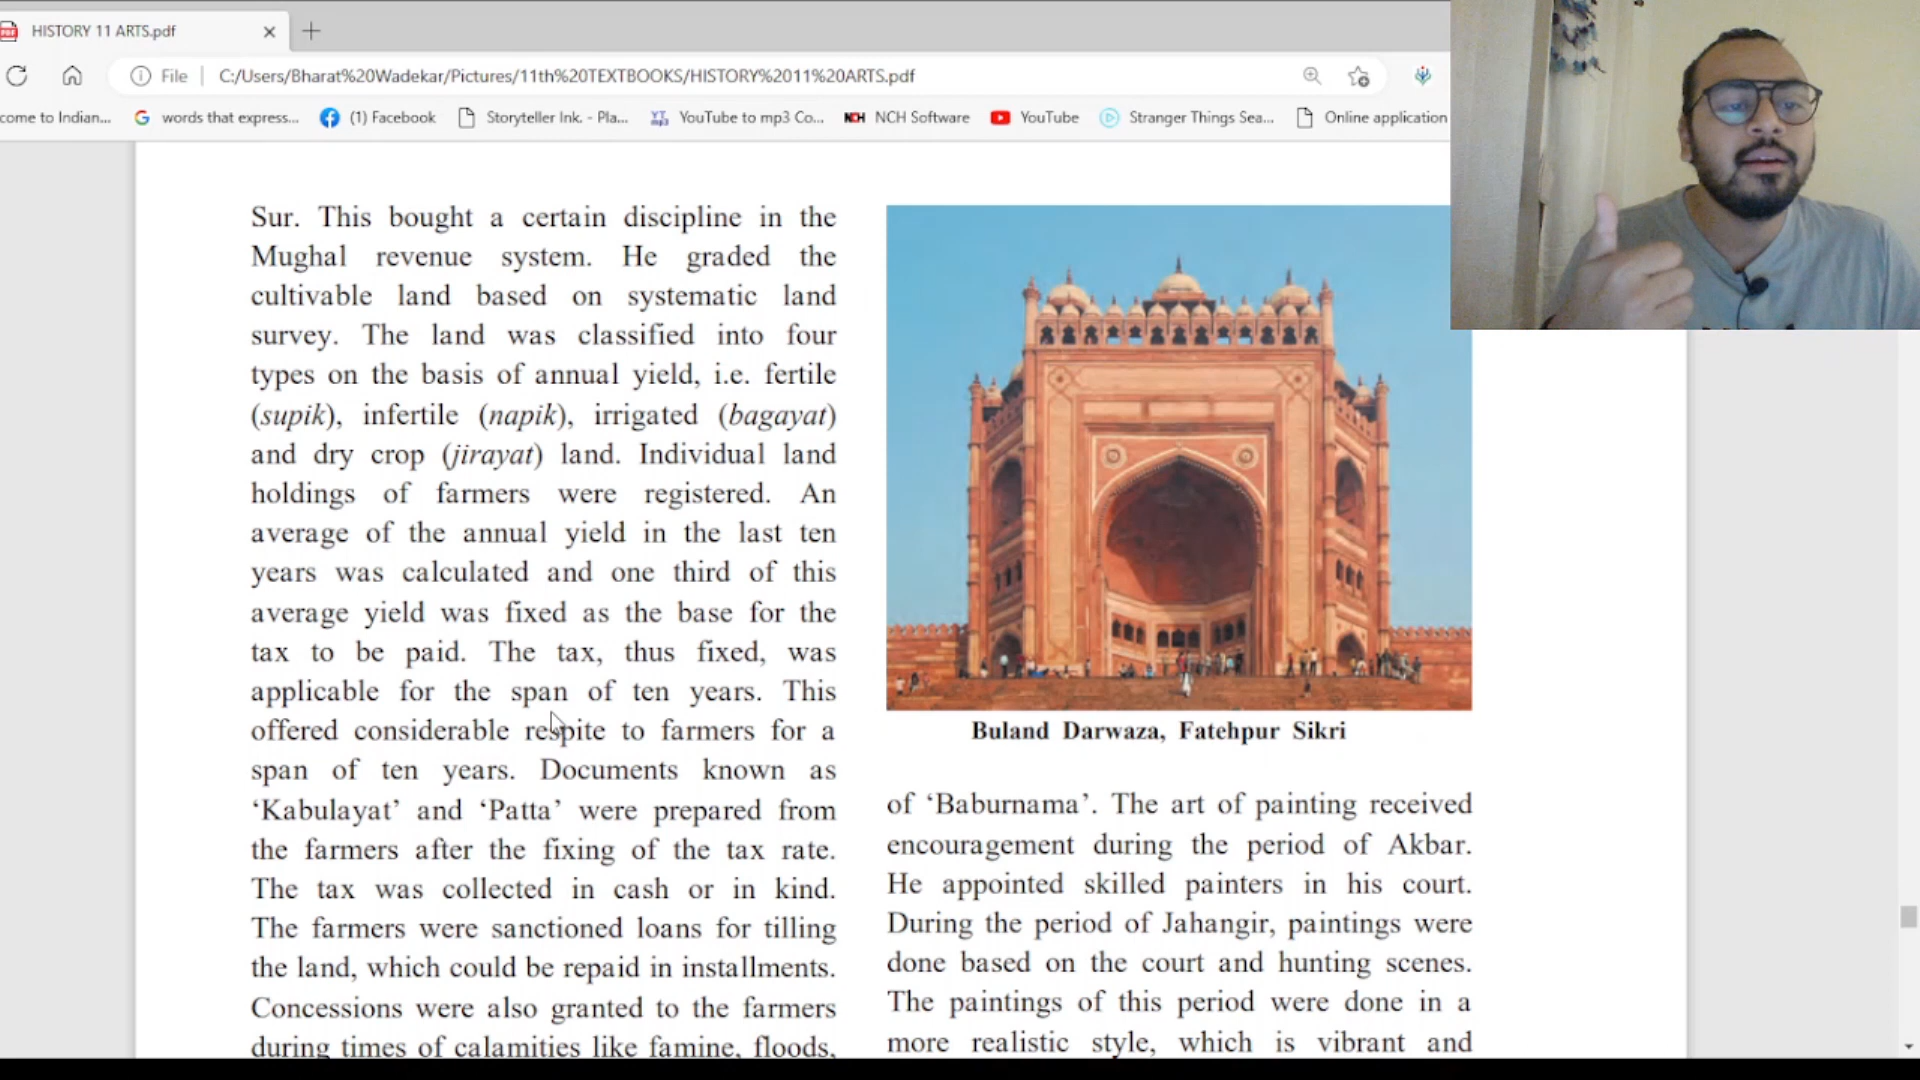 HISTORY 11 ARTS.pdf
File
C:/Users/Bharat%20Wadekar/Pictures/11th%20TEXTBOOKS/HISTORY%2011%20ARTS.pdf
come to Indian...
words that express...
(1) Facebook
Storyteller Ink. - Pla...
YouTube to mp3 Co...
NCH Software
YouTube
Stranger Things Sea...
Online application
Sur. This bought a certain discipline in the
Mughal revenue system. He graded the
cultivable land based on systematic land
survey. The land was classified into four
types on the basis of annual yield, i.e. fertile
(supik), infertile (napik), irrigated (bagayat)
and dry crop (jirayat) land. Individual land
holdings of farmers were registered. An
average of the annual yield in the last ten
years was calculated and one third of this
average yield was fixed as the base for the
tax to be paid. The tax, thus fixed, was
applicable for the span of ten years. This
offered considerable respite to farmers for a
span of ten years. Documents known as
‘Kabulayat’ and ‘Patta’ were prepared from
the farmers after the fixing of the tax rate.
The tax was collected in cash or in kind.
The farmers were sanctioned loans for tilling
the land, which could be repaid in installments.
Concessions were also granted to the farmers
during times of calamities like famine, floods,
Buland Darwaza, Fatehpur Sikri
of ‘Baburnama’. The art of painting received
encouragement during the period of Akbar.
He appointed skilled painters in his court.
During the period of Jahangir, paintings were
done based on the court and hunting scenes.
The paintings of this period were done in a
more realistic style, which is vibrant and